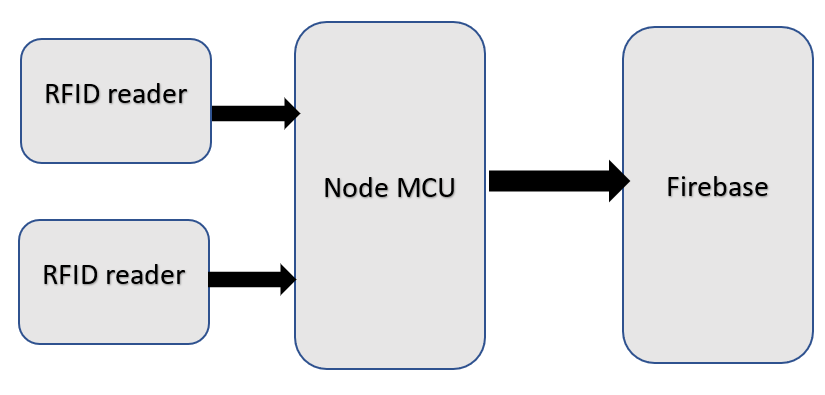 RFID reader
Node MCU
Firebase
RFID reader